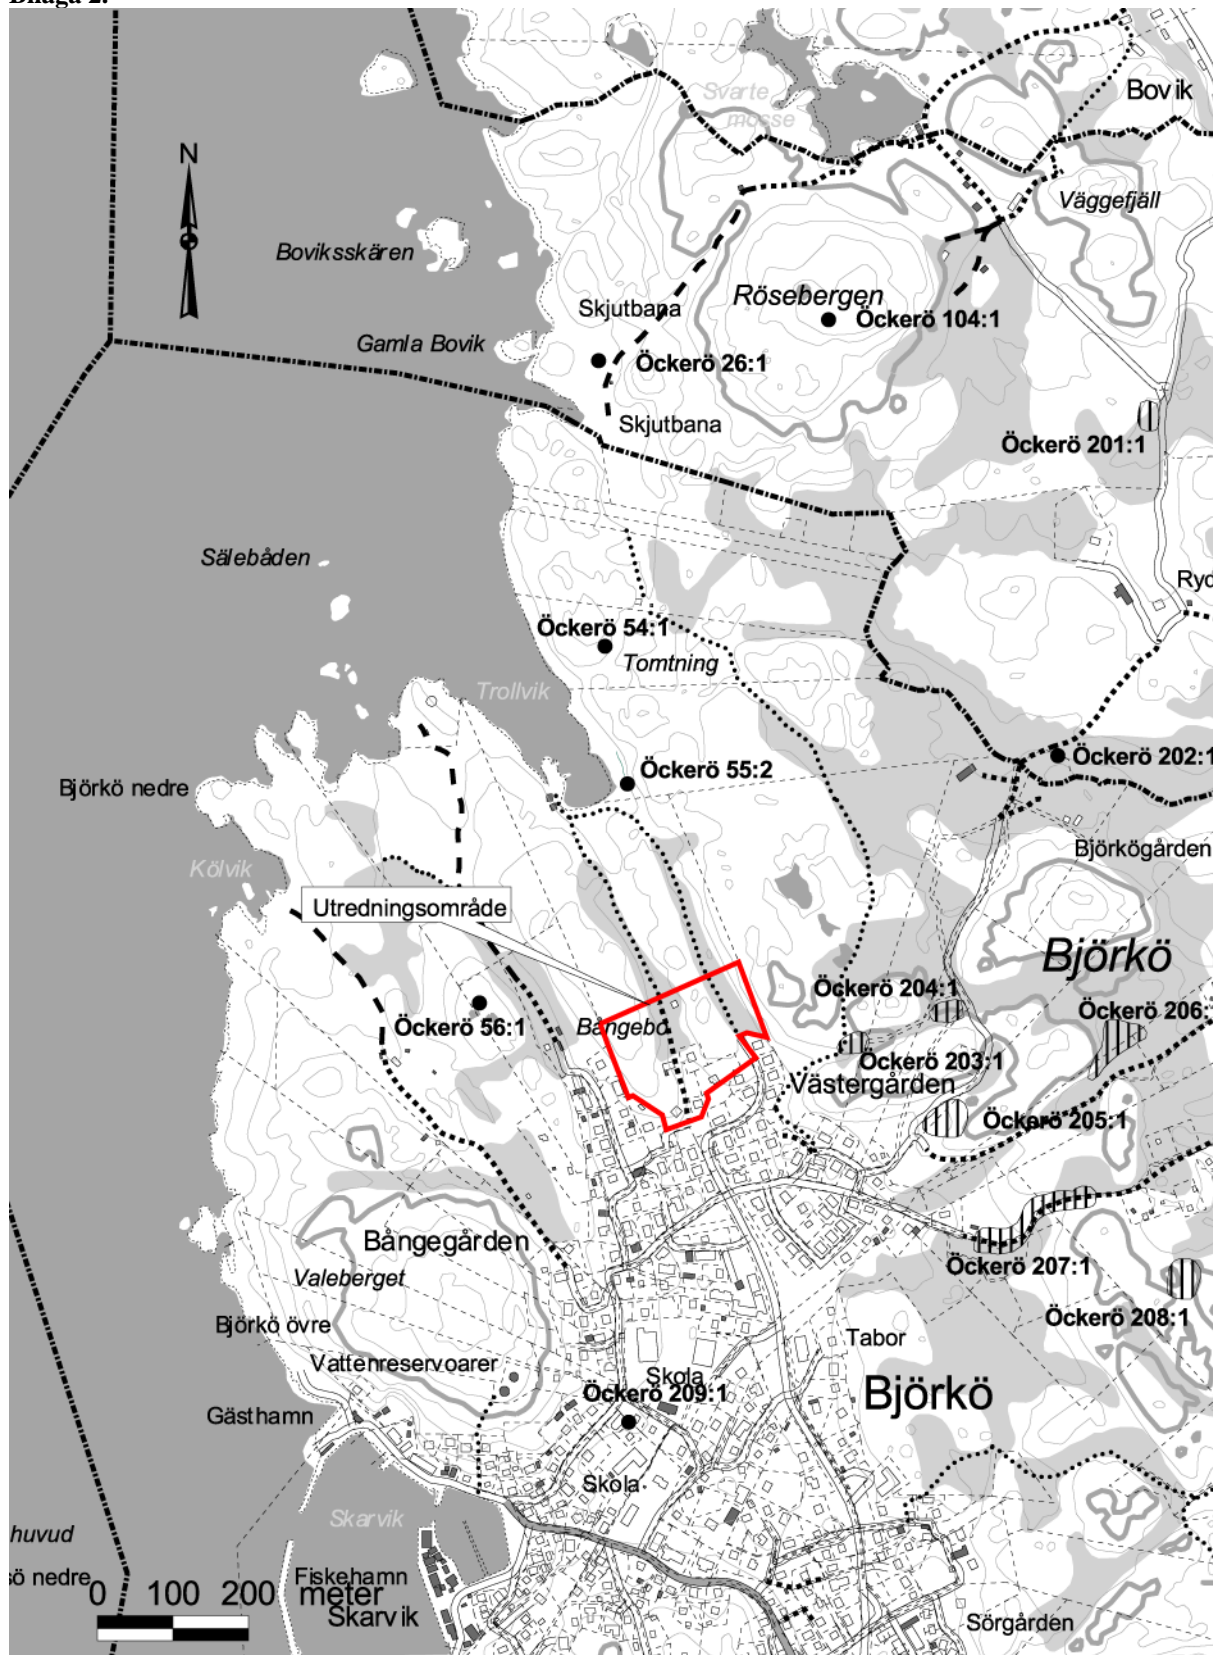 Bilaga 2.
Bovik
Svarte
mosse
N
Väggefjäll
Boviksskären
Rösebergen
Skjutbana
Öckerö 104:1
Gamla Bovik
Öckerö 26:1
Skjutbana
Öckerö 201:1
Sälebåden
Ryd
Öckerö 54:1
Tomtning
Trollvik
Öckerö 202:1
Öckerö 55:2
Björkö nedre
Björkögården
Kölvik
Utredningsområde
Björkö
Öckerö 204:1
Öckerö 206:
Öckerö 56:1
Bångebo
Öckerö 203:1
Västergården
Öckerö 205:1
Bångegården
Öckerö 207:1
Valeberget
Öckerö 208:1
Björkö övre
Tabor
Vattenreservoarer
Skola
Öckerö 209:1
Björkö
Gästhamn
Skola
Skarvik
huvud
sö nedre
Fiskehamn
0 100 200 meter
Skarvik
Sörgården